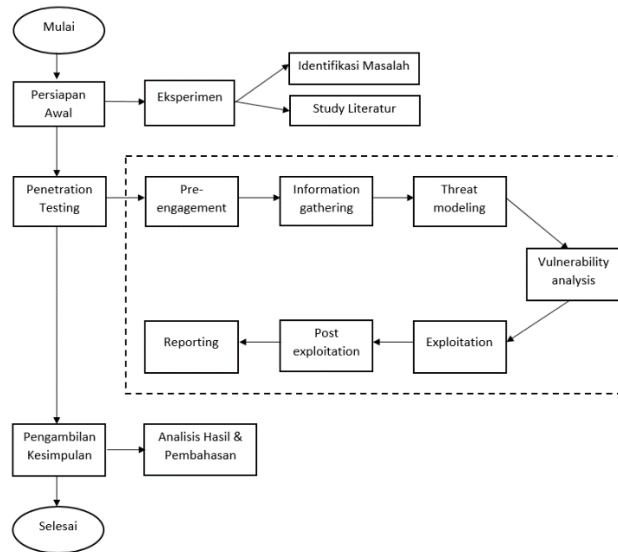 Mulai
Persiapan
Awal
Eksperimen
Identifikasi Masalah
Study Literatur
Penetration
Testing
Pre-
engagement
Information
gathering
Threat
modeling
Vulnerability
analysis
Reporting
Post
exploitation
Exploitation
Pengambilan
Kesimpulan
Analisis Hasil &
Pembahasan
Selesai